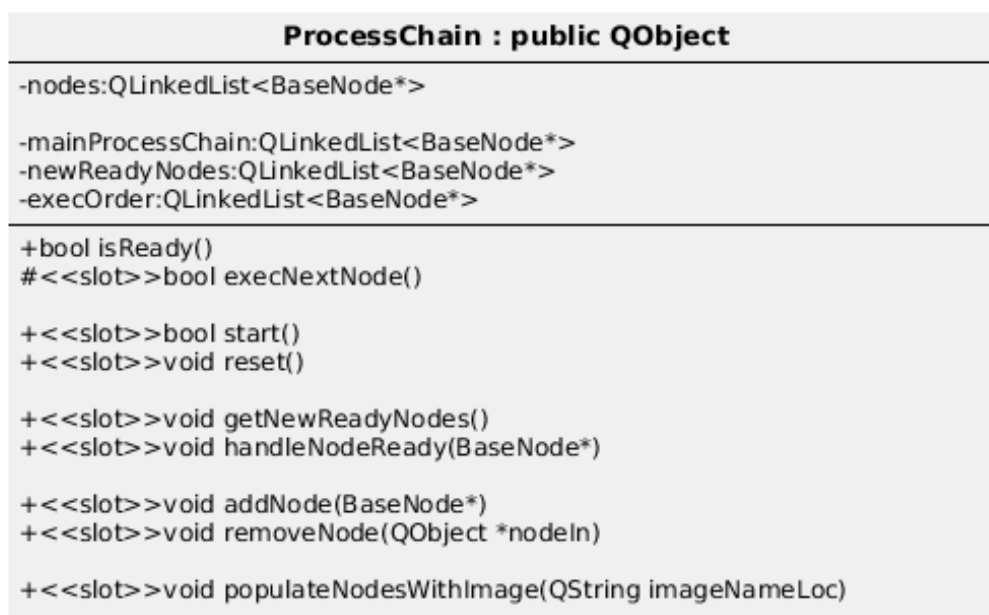 ProcessChain : public QObject
-nodes:QLinkedList<BaseNode*>
-mainProcessChain:QLinkedList<BaseNode*>
-newReadyNodes:QLinkedList<BaseNode*>
-execOrder:QLinkedList<BaseNode*>
+bool isReady()
#<<slot>>bool execNextNode()
+<<slot>>bool start()
+<<slot>>void reset()
+<<slot>>void getNewReadyNodes()
+<<slot>>void handleNodeReady(BaseNode*)
+<<slot>>void addNode(BaseNode*)
+<<slot>>void removeNode(QObject *nodeIn)
+<<slot>>void populateNodesWithImage(QString imageNameLoc)